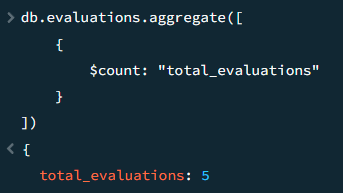 > db.evaluations.aggregate([
{
$count: "total_evaluations"
}
])
< {
total_evaluations: 5